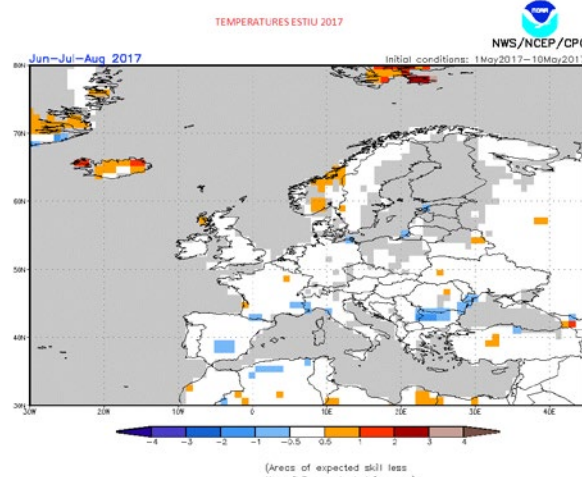 TEMPERATURES ESTIU 2017
NOAA
NWS/NCEP/CPC
Jun-Jul-Aug 2017
Initial conditions: 1May2017-10May2017
80N
70N
60N
50N
40N
30N
20W
10W
0
10E
20E
30E
40E
-4 -3 -2 -1 -0.5 0.5 1 2 3 4
(Areas of expected skill less